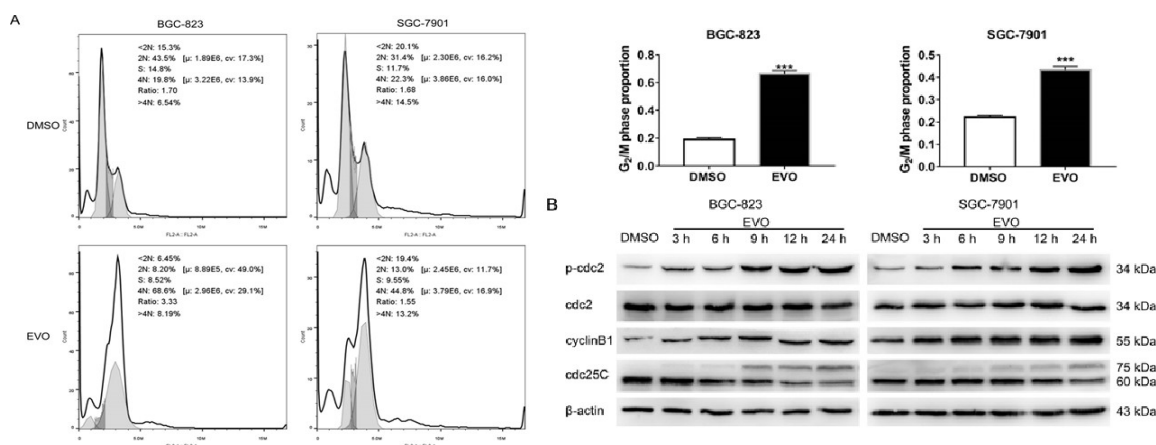 A
BGC-823
SGC-7901
DMSO
<2N: 15.3%
2N: 43.5% [µ: 1.89E6, cv: 17.3%]
S: 14.8%
4N: 19.8% [µ: 3.22E6, cv: 13.9%]
Ratio: 1.70
>4N: 6.54%
Count
FL2-A :: FL2-A
<2N: 20.1%
2N: 31.4% [µ: 2.30E6, cv: 16.2%]
S: 11.7%
4N: 22.3% [µ: 3.86E6, cv: 16.0%]
Ratio: 1.68
>4N: 14.5%
Count
EVO
<2N: 6.45%
2N: 8.20% [µ: 8.89E5, cv: 49.0%]
S: 8.52%
4N: 68.6% [µ: 2.96E6, cv: 29.1%]
Ratio: 3.33
>4N: 8.19%
Count
<2N: 19.4%
2N: 13.0% [µ: 2.45E6, cv: 11.7%]
S: 9.55%
4N: 44.8% [µ: 3.79E6, cv: 16.9%]
Ratio: 1.55
>4N: 13.2%
Count
BGC-823
G2/M phase proportion
0.8
0.6
0.4
0.2
0.0
***
DMSO EVO
SGC-7901
G2/M phase proportion
0.5
0.4
0.3
0.2
0.1
0.0
***
DMSO EVO
B
BGC-823 SGC-7901
EVO EVO
DMSO 3 h 6 h 9 h 12 h 24 h DMSO 3 h 6 h 9 h 12 h 24 h
p-cdc2 34 kDa
cdc2 34 kDa
cyclinB1 55 kDa
75 kDa
cdc25C 60 kDa
β-actin 43 kDa